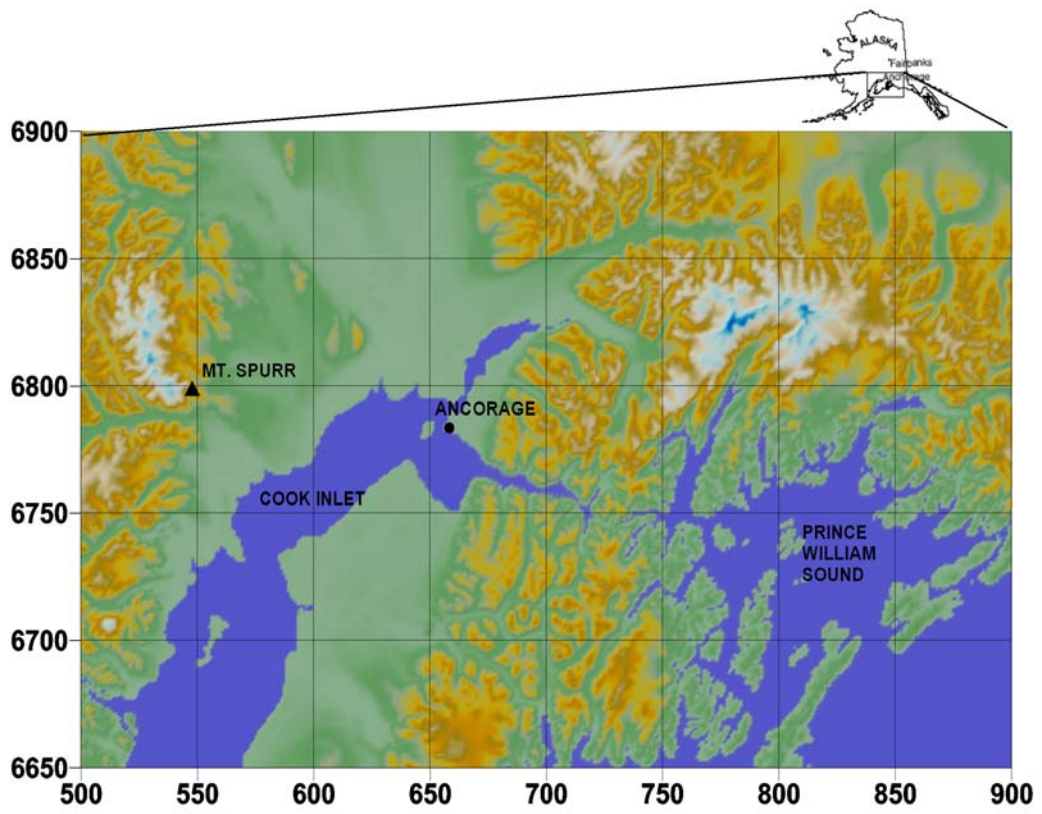 ALASKA
Fairbanks
Anchorage
6900
6850
MT. SPURR
6800
ANCORAGE
COOK INLET
6750
PRINCE
WILLIAM
SOUND
6700
6650
500 550 600 650 700 750 800 850 900